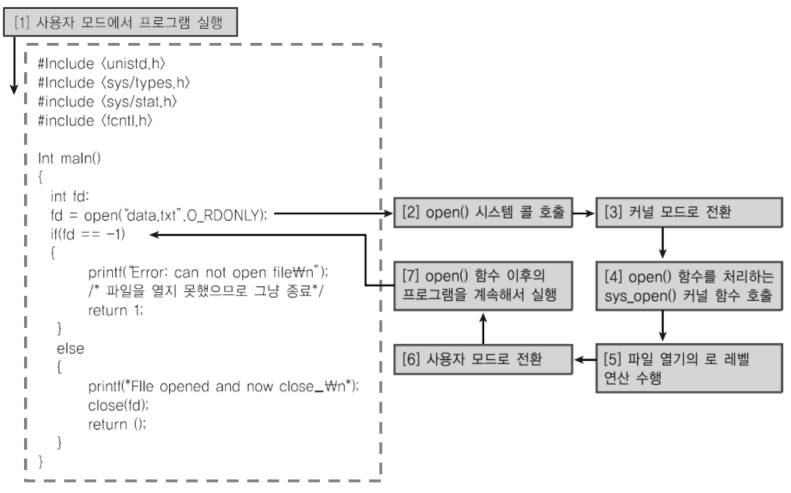 [1] 사용자 모드에서 프로그램 실행
#Include <unistd.h>
#Include <sys/types.h>
#include <sys/stat.h>
#include <fcntl.h>
Int maIn()
{
int fd:
fd = open("data.txt".O_RDONLY);
if(fd == -1)
{
printf("Error: can not open file₩n");
/* 파일을 열지 못했으므로 그냥 종료*/
return 1;
}
else
{
printf(*FIle opened and now close_₩n*);
close(fd);
return ();
}
}
[2] open() 시스템 콜 호출
[3] 커널 모드로 전환
[4] open() 함수를 처리하는
sys_open() 커널 함수 호출
[5] 파일 열기의 로 레벨
연산 수행
[6] 사용자 모드로 전환
[7] open() 함수 이후의
프로그램을 계속해서 실행